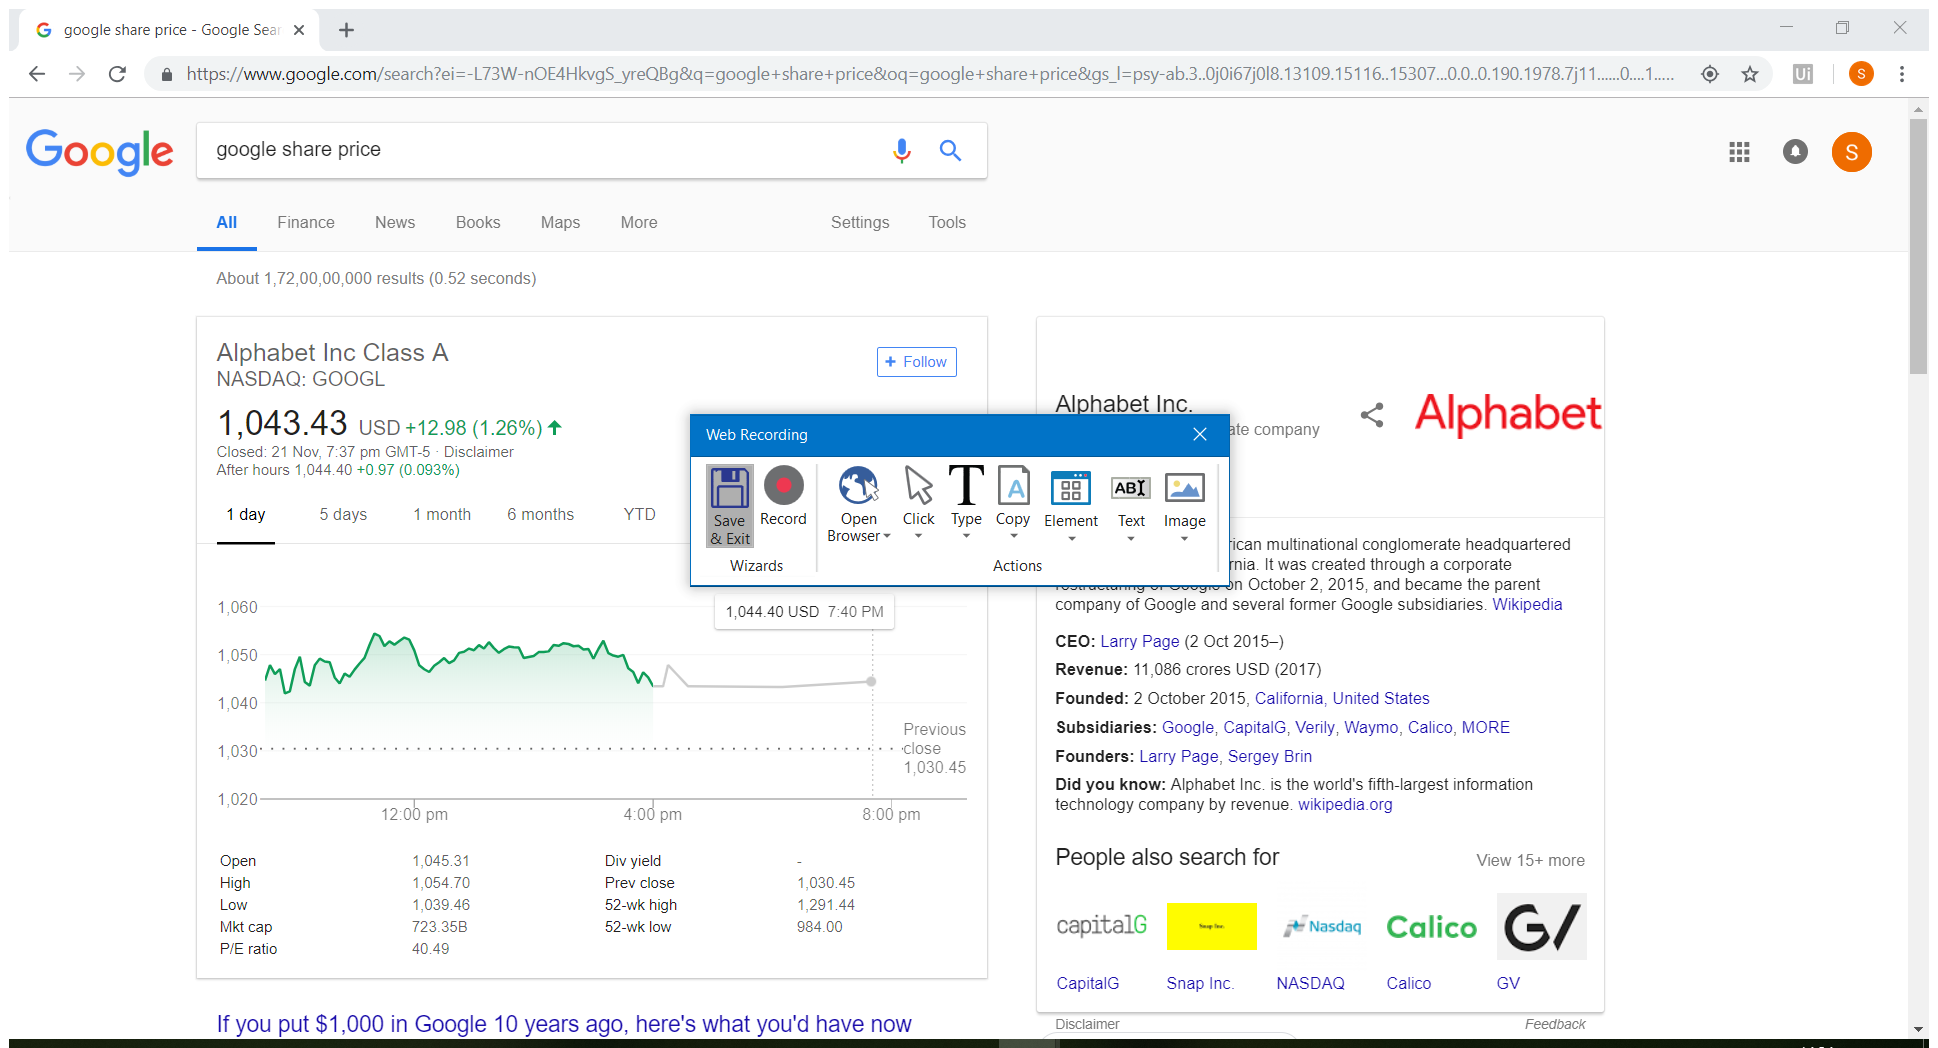 google share price - Google Sear
https://www.google.com/search?ei=-L73W-nOE4HkvgS_yreQBg&q=google+share+price&oq=google+share+price&gs_l=psy-ab.3..0j0i67j0l8.13109.15116..15307...0.0..0.190.1978.7j11......0....1.....
Ui
S
Google
google share price
S
All Finance News Books Maps More Settings Tools
About 1,72,00,00,000 results (0.52 seconds)
Alphabet Inc Class A
NASDAQ: GOOGL
+ Follow
1,043.43 USD +12.98 (1.26%)
Closed: 21 Nov, 7:37 pm GMT-5 · Disclaimer
After hours 1,044.40 +0.97 (0.093%)
1 day 5 days 1 month 6 months YTD
1,060
1,050
1,040
1,030
1,020
1,044.40 USD 7:40 PM
Previous
close
1,030.45
12:00 pm 4:00 pm 8:00 pm
Open 1,045.31 Div yield -
High 1,054.70 Prev close 1,030.45
Low 1,039.46 52-wk high 1,291.44
Mkt cap 723.35B 52-wk low 984.00
P/E ratio 40.49
If you put $1,000 in Google 10 years ago, here's what you'd have now
Web Recording
Save
& Exit
Record
Wizards
Open
Browser
Click
T
Type
A
Copy
Element
AB
Text
Image
Actions
Alphabet Inc.
company
Alphabet
multinational conglomerate headquartered
It was created through a corporate
on October 2, 2015, and became the parent
company of Google and several former Google subsidiaries. Wikipedia
CEO: Larry Page (2 Oct 2015–)
Revenue: 11,086 crores USD (2017)
Founded: 2 October 2015, California, United States
Subsidiaries: Google, CapitalG, Verily, Waymo, Calico, MORE
Founders: Larry Page, Sergey Brin
Did you know: Alphabet Inc. is the world's fifth-largest information
technology company by revenue. wikipedia.org
People also search for
View 15+ more
capitalG Snap Inc. Nasdaq Calico GV
CapitalG Snap Inc. NASDAQ Calico GV
Disclaimer
Feedback